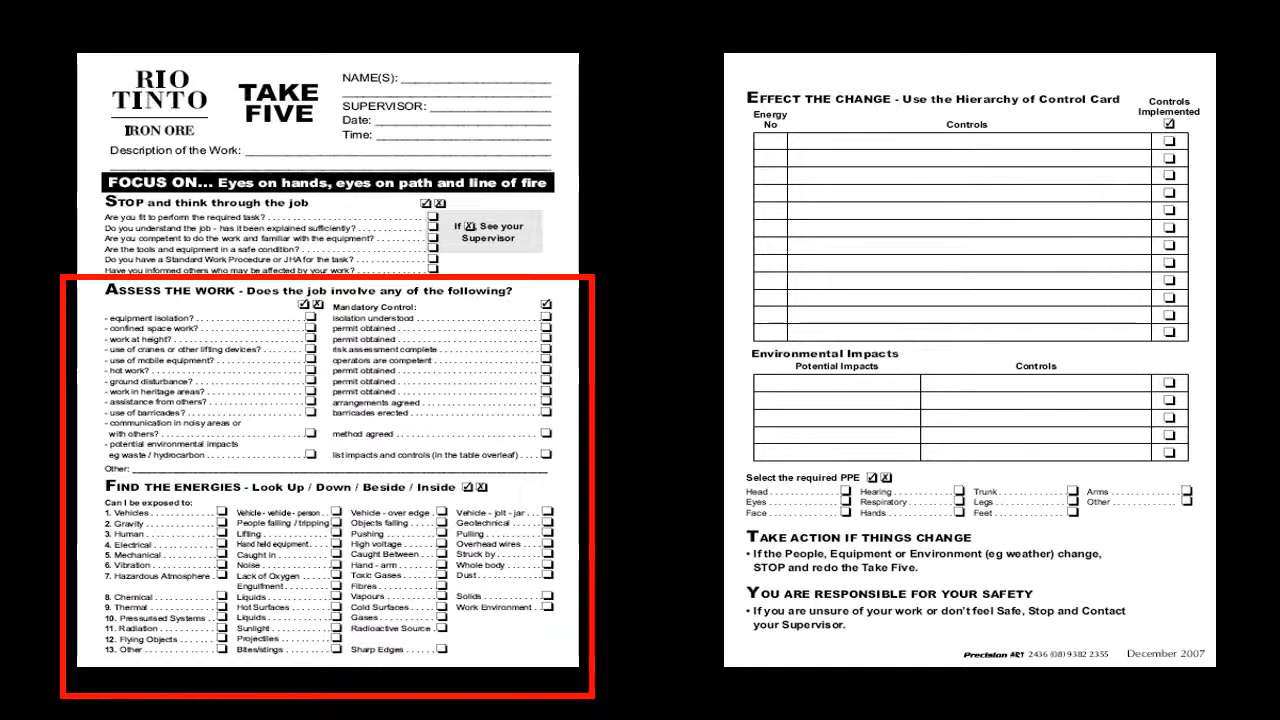 RIO
TINTO
IRON ORE
TAKE
FIVE
NAME(S):
SUPERVISOR:
Date:
Time:
Description of the Work:
FOCUS ON... Eyes on hands, eyes on path and line of fire
STOP and think through the job
Are you fit to perform the required task?
Do you understand the job - has it been explained sufficiently?
Are you competent to do the work and familiar with the equipment?
Are the tools and equipment in a safe condition?
Do you have a Standard Work Procedure or JHA for the task?
Have you informed others who may be affected by your work?
If ☒, See your
Supervisor
ASSESS THE WORK - Does the job involve any of the following?
Mandatory Control:
- equipment isolation? isolation understood
- confined space work? permit obtained
- work at height? permit obtained
- use of cranes or other lifting devices? risk assessment complete
- use of mobile equipment? operators are competent
- hot work? permit obtained
- ground disturbance? permit obtained
- work in heritage areas? permit obtained
- assistance from others? arrangements agreed
- use of barricades? barricades erected
- communication in noisy areas or
with others? method agreed
- potential environmental impacts
eg waste / hydrocarbon list impacts and controls (in the table overleaf)
Other:
FIND THE ENERGIES - Look Up / Down / Beside / Inside
Can I be exposed to:
1. Vehicles Vehicle - vehicle - person Vehicle - over edge Vehicle - jolt - jar
2. Gravity People falling / tripping Objects falling Geotechnical
3. Human Lifting Pushing Pulling
4. Electrical Hand held equipment High voltage Overhead wires
5. Mechanical Caught in Caught Between Struck by
6. Vibration Noise Hand - arm Whole body
7. Hazardous Atmosphere Lack of Oxygen Toxic Gases Dust
Engulfment Fibres
8. Chemical Liquids Vapours Solids
9. Thermal Hot Surfaces Cold Surfaces Work Environment
10. Pressurised Systems Liquids Gases
11. Radiation Sunlight Radioactive Source
12. Flying Objects Projectiles
13. Other Bites/stings Sharp Edges
EFFECT THE CHANGE - Use the Hierarchy of Control Card
Controls
Implemented
Energy
No
Controls
Environmental Impacts
Potential Impacts Controls
Select the required PPE
Head Hearing Trunk Arms
Eyes Respiratory Legs Other
Face Hands Feet
TAKE ACTION IF THINGS CHANGE
• If the People, Equipment or Environment (eg weather) change,
STOP and redo the Take Five.
YOU ARE RESPONSIBLE FOR YOUR SAFETY
• If you are unsure of your work or don't feel Safe, Stop and Contact
your Supervisor.
Precision 2436 (08) 9382 2355 December 2007